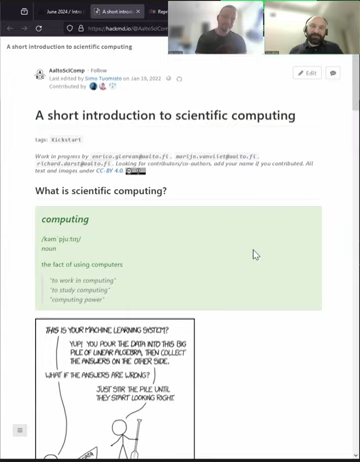 June 2024 /
A short introd
Repro
https://hackmd.io/@AaltoSciCom
A short introduction to scientific computing
AaltoSciComp · Follow
Last edited by Simo Tuomisto on Jan 19, 2022
Contributed by
Edit
A short introduction to scientific computing
tags: Kickstart
Work in progress by enrico.glerean@aalto.fi, marijn.vanvliet@aalto.fi,
richard.darst@aalto.fi. Looking for contributors/co-authors, add your name if you contributed. All
text and images under CC-BY 4.0.
What is scientific computing?
computing
/kəmˈpjuːtɪŋ/
noun
the fact of using computers
"to work in computing"
"to study computing"
"computing power"
THIS IS YOUR MACHINE LEARNING SYSTEM?
YUP! YOU POUR THE DATA INTO THIS BIG
PILE OF LINEAR ALGEBRA, THEN COLLECT
THE ANSWERS ON THE OTHER SIDE.
WHAT IF THE ANSWERS ARE WRONG?
JUST STIR THE PILE UNTIL
THEY START LOOKING RIGHT.